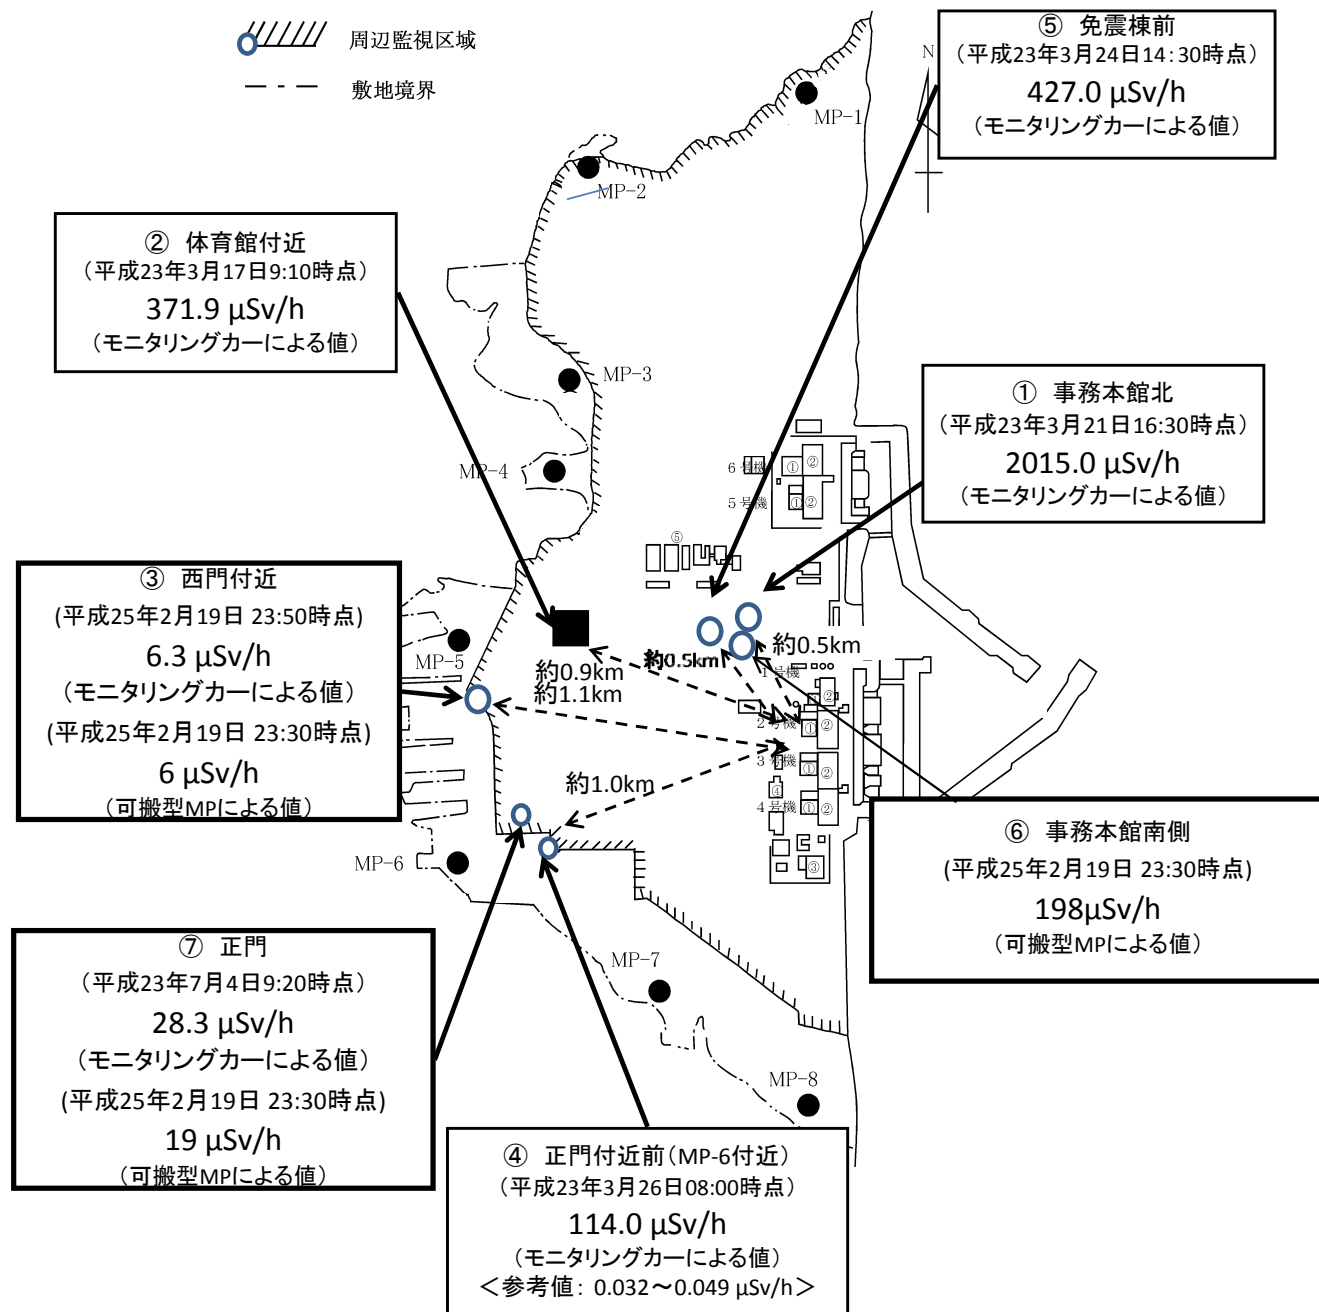 周辺監視区域
敷地境界
⑤ 免震棟前
(平成23年3月24日14:30時点)
427.0 μSv/h
(モニタリングカーによる値)
N
MP-1
MP-2
② 体育館付近
(平成23年3月17日9:10時点)
371.9 μSv/h
(モニタリングカーによる値)
MP-3
① 事務本館北
(平成23年3月21日16:30時点)
2015.0 μSv/h
(モニタリングカーによる値)
MP-4
6号機
①
②
5号機
①
②
⑤
③ 西門付近
(平成25年2月19日 23:50時点)
6.3 μSv/h
(モニタリングカーによる値)
(平成25年2月19日 23:30時点)
6 μSv/h
(可搬型MPによる値)
MP-5
約0.5km
約0.5km
約0.9km
約1.1km
1号機
②
2号機
①
②
3号機
①
②
④
4号機
①
②
③
約1.0km
MP-6
⑥ 事務本館南側
(平成25年2月19日 23:30時点)
198μSv/h
(可搬型MPによる値)
⑦ 正門
(平成23年7月4日9:20時点)
28.3 μSv/h
(モニタリングカーによる値)
(平成25年2月19日 23:30時点)
19 μSv/h
(可搬型MPによる値)
MP-7
MP-8
④ 正門付近前(MP-6付近)
(平成23年3月26日08:00時点)
114.0 μSv/h
(モニタリングカーによる値)
＜参考値: 0.032～0.049 μSv/h＞